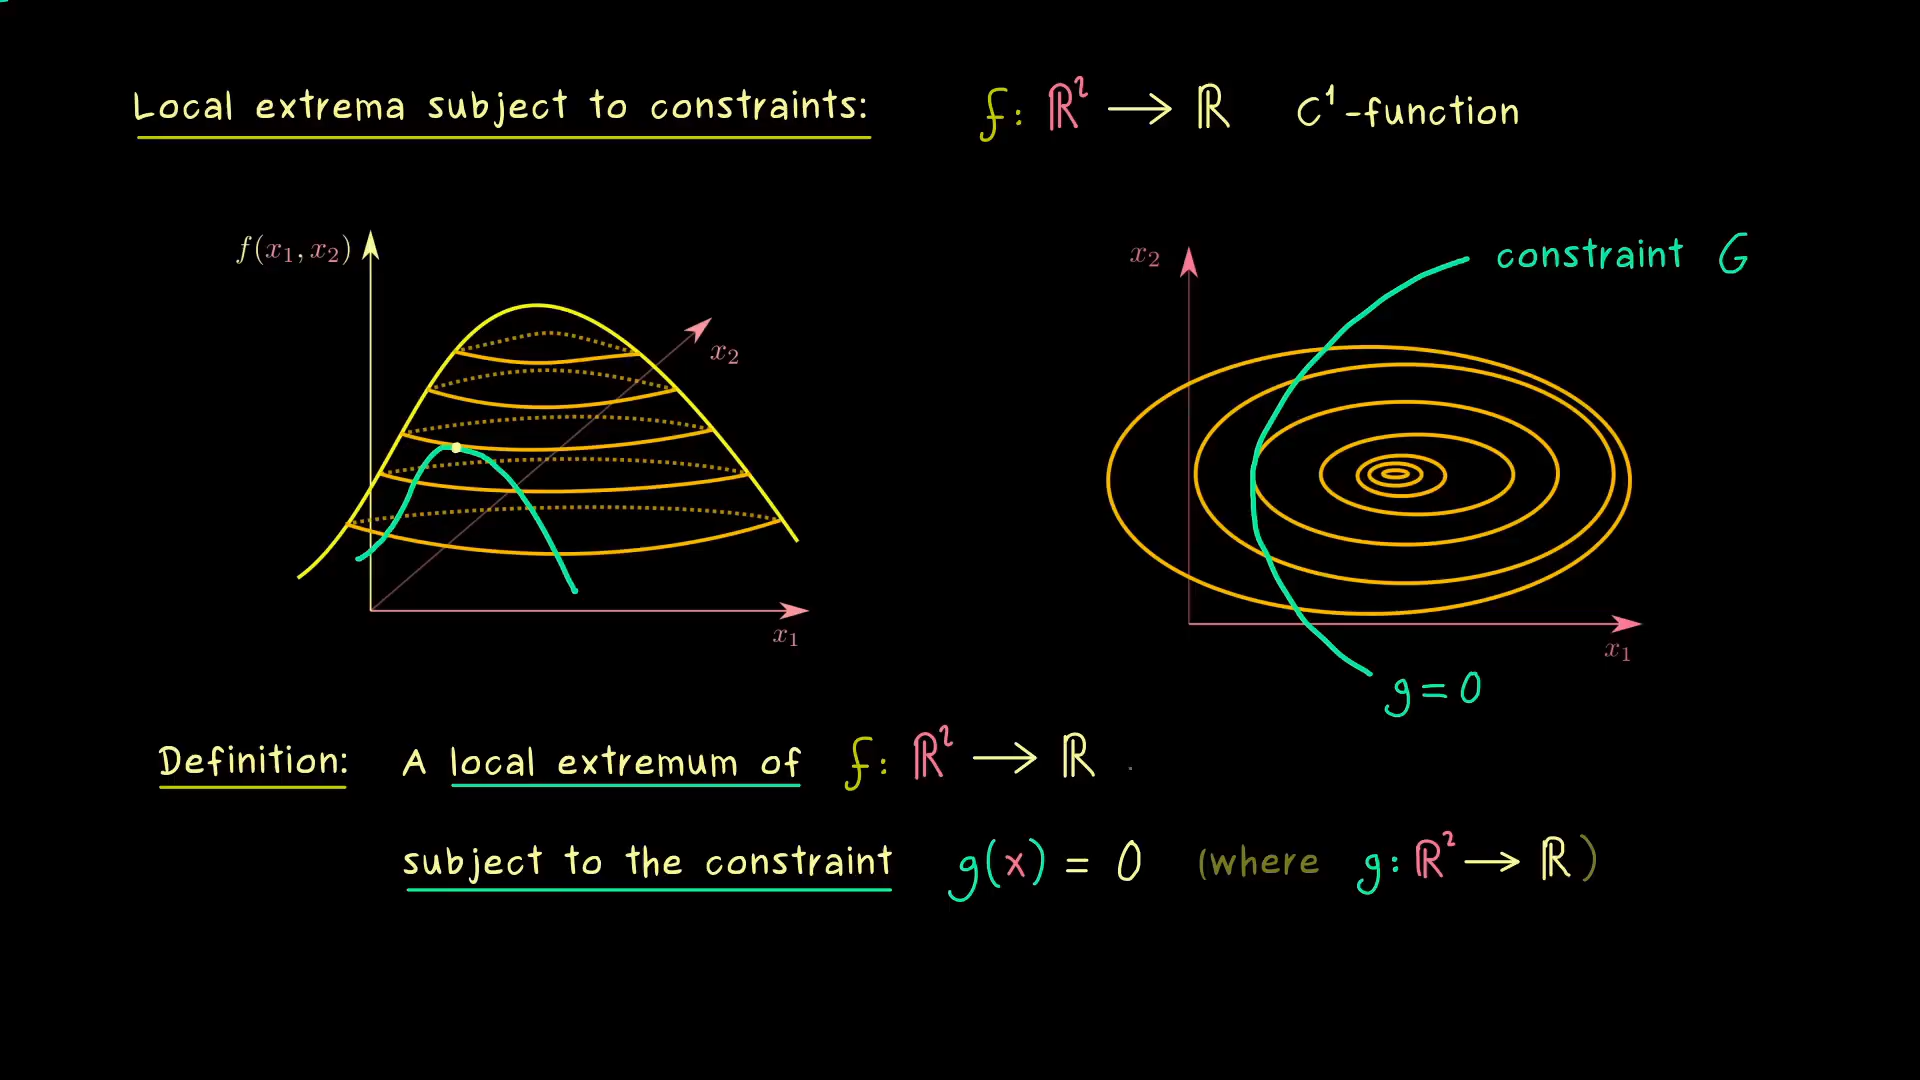 Local extrema subject to constraints: f: ℝ² ⟶ ℝ C¹-function
f(x₁, x₂)
x₂
x₁
x₂
constraint G
x₁
g = 0
Definition: A local extremum of f: ℝ² ⟶ ℝ
subject to the constraint g(x) = 0 (where g: ℝ² ⟶ ℝ)